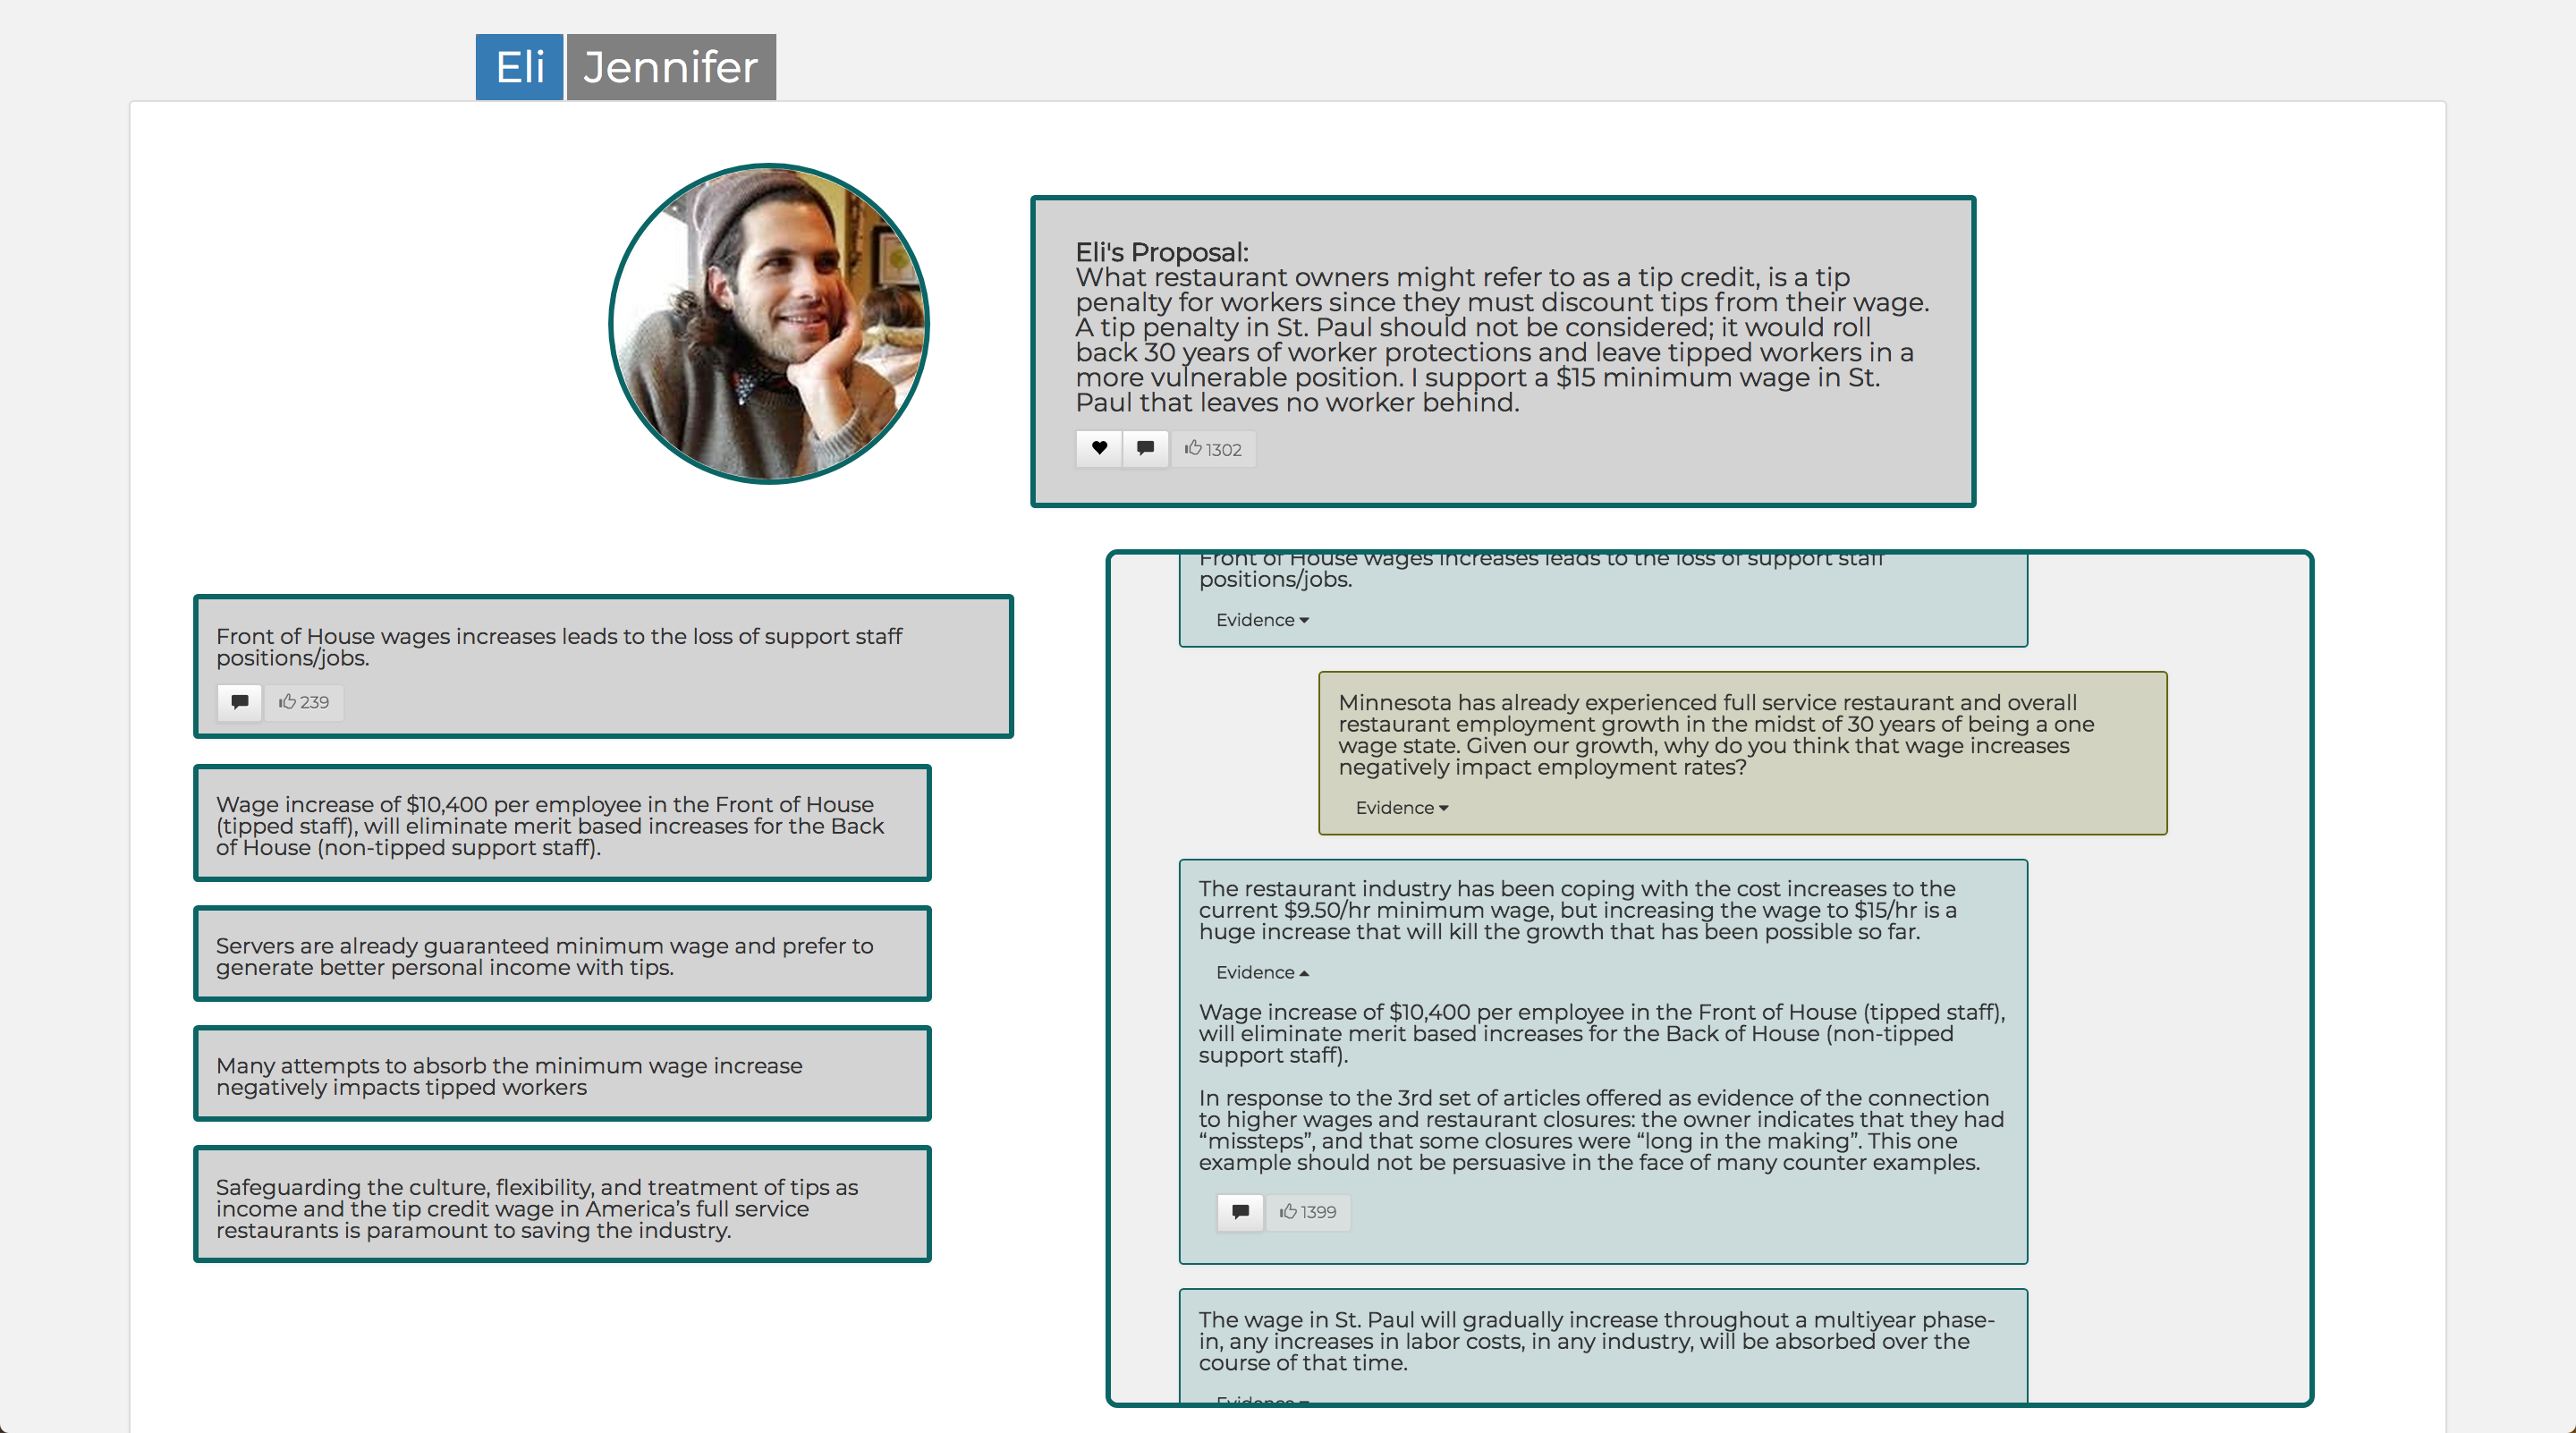 Eli
Jennifer
Eli's Proposal:
What restaurant owners might refer to as a tip credit, is a tip
penalty for workers since they must discount tips from their wage.
A tip penalty in St. Paul should not be considered; it would roll
back 30 years of worker protections and leave tipped workers in a
more vulnerable position. I support a $15 minimum wage in St.
Paul that leaves no worker behind.
1302
Front of House wages increases leads to the loss of support staff
positions/jobs.
239
Wage increase of $10,400 per employee in the Front of House
(tipped staff), will eliminate merit based increases for the Back
of House (non-tipped support staff).
Servers are already guaranteed minimum wage and prefer to
generate better personal income with tips.
Many attempts to absorb the minimum wage increase
negatively impacts tipped workers
Safeguarding the culture, flexibility, and treatment of tips as
income and the tip credit wage in America’s full service
restaurants is paramount to saving the industry.
Front of House wages increases leads to the loss of support staff
positions/jobs.
Evidence
Minnesota has already experienced full service restaurant and overall
restaurant employment growth in the midst of 30 years of being a one
wage state. Given our growth, why do you think that wage increases
negatively impact employment rates?
Evidence
The restaurant industry has been coping with the cost increases to the
current $9.50/hr minimum wage, but increasing the wage to $15/hr is a
huge increase that will kill the growth that has been possible so far.
Evidence
Wage increase of $10,400 per employee in the Front of House (tipped staff),
will eliminate merit based increases for the Back of House (non-tipped
support staff).
In response to the 3rd set of articles offered as evidence of the connection
to higher wages and restaurant closures: the owner indicates that they had
“missteps”, and that some closures were “long in the making”. This one
example should not be persuasive in the face of many counter examples.
1399
The wage in St. Paul will gradually increase throughout a multiyear phase-
in, any increases in labor costs, in any industry, will be absorbed over the
course of that time.
Evidence